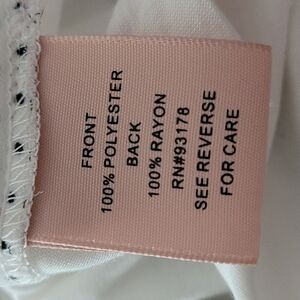 FRONT
100% POLYESTER
BACK
100% RAYON
RN#93178
SEE REVERSE
FOR CARE